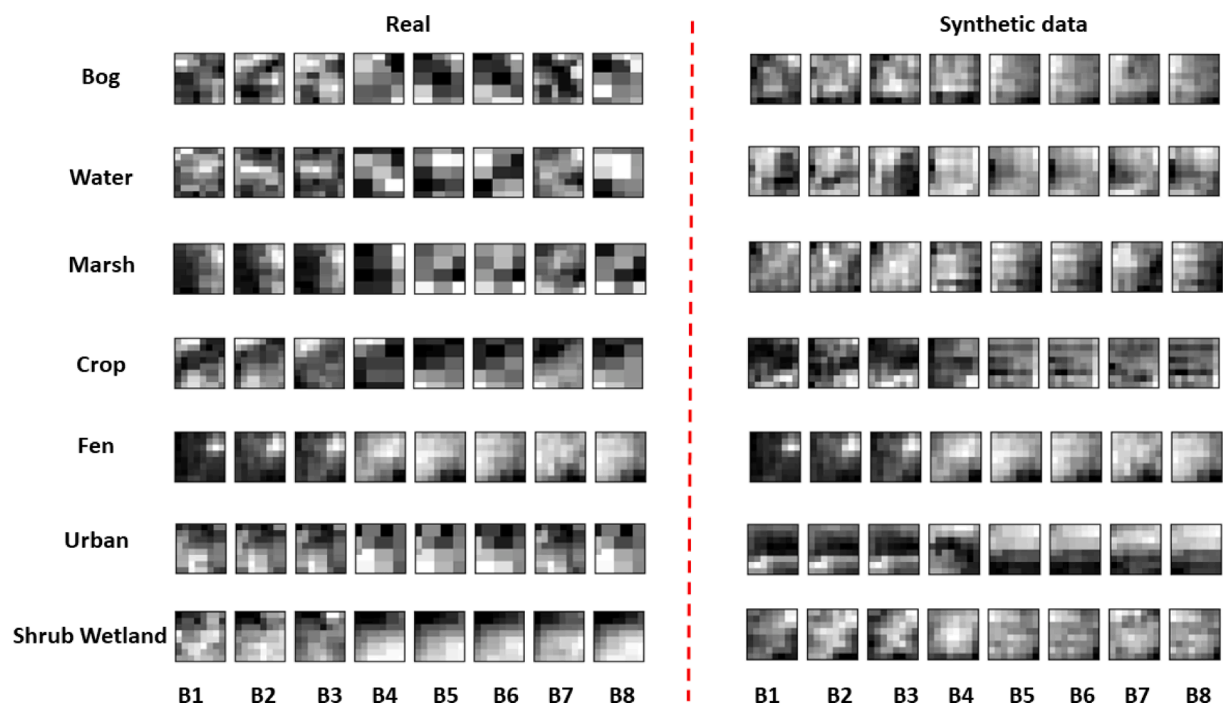 Real Synthetic data
Bog
Water
Marsh
Crop
Fen
Urban
Shrub Wetland
B1 B2 B3 B4 B5 B6 B7 B8 B1 B2 B3 B4 B5 B6 B7 B8